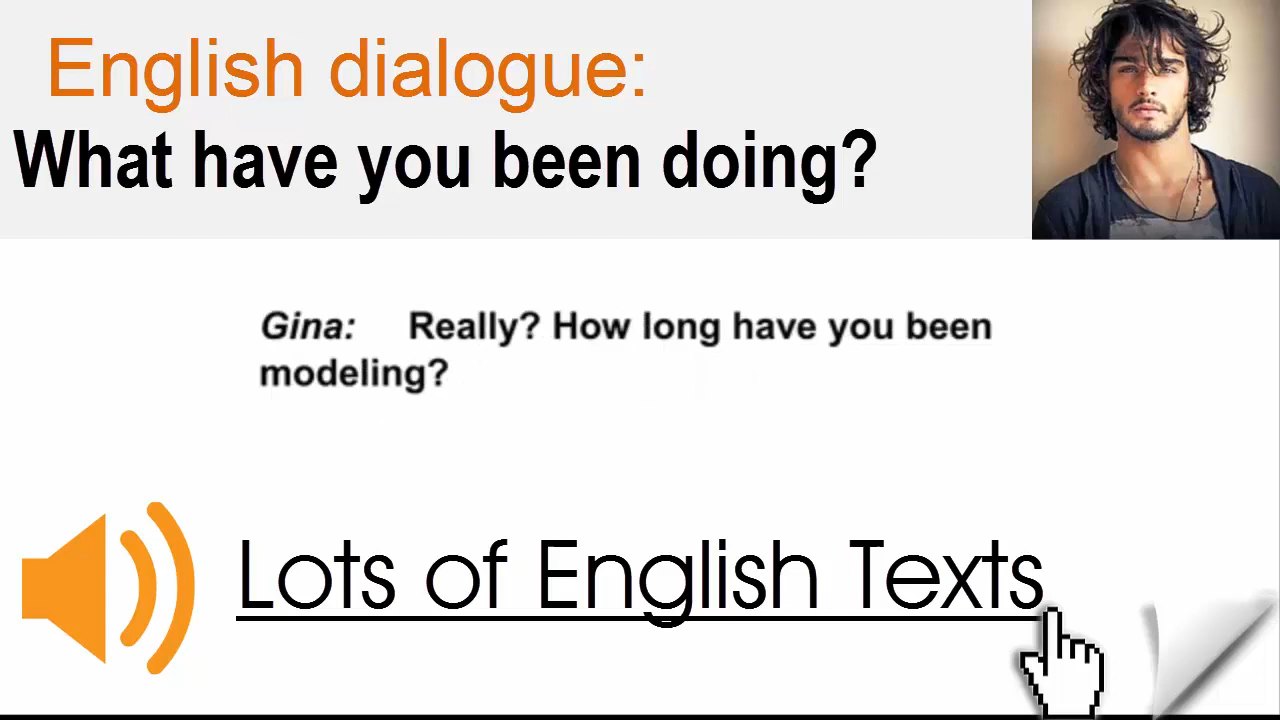 English dialogue:
What have you been doing?
Gina: Really? How long have you been
modeling?
Lots of English Texts